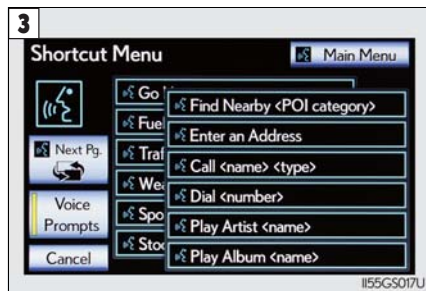 3
Shortcut Menu
Main Menu
Go
Find Nearby <POI category>
Fuel
Enter an Address
Next Pg.
Traf
Call <name> <type>
Wea
Dial <number>
Voice
Prompts
Spo
Play Artist <name>
Cancel
Stoc
Play Album <name>
II55GS017U